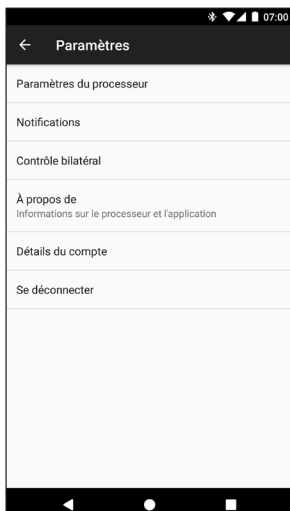 07:00
Paramètres
Paramètres du processeur
Notifications
Contrôle bilatéral
À propos de
Informations sur le processeur et l'application
Détails du compte
Se déconnecter